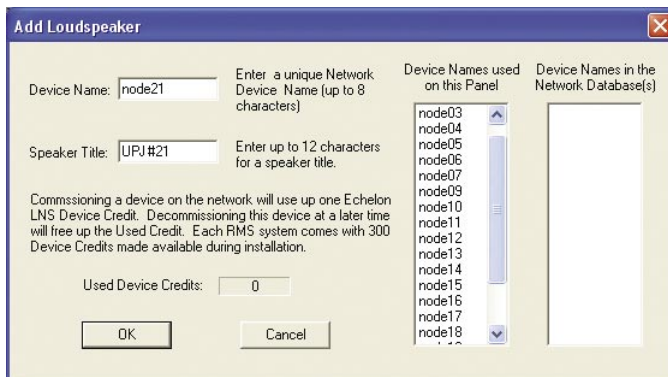 Add Loudspeaker
Device Name: node21
Enter a unique Network
Device Name (up to 8
characters)
Speaker Title: UPJ#21
Enter up to 12 characters
for a speaker title.
Commssioning a device on the network will use up one Echelon
LNS Device Credit. Decommissioning this device at a later time
will free up the Used Credit. Each RMS system comes with 300
Device Credits made available during installation.
Used Device Credits: 0
OK
Cancel
Device Names used
on this Panel
node03
node04
node05
node06
node07
node09
node10
node11
node12
node13
node14
node15
node16
node17
node18
Device Names in the
Network Database(s)